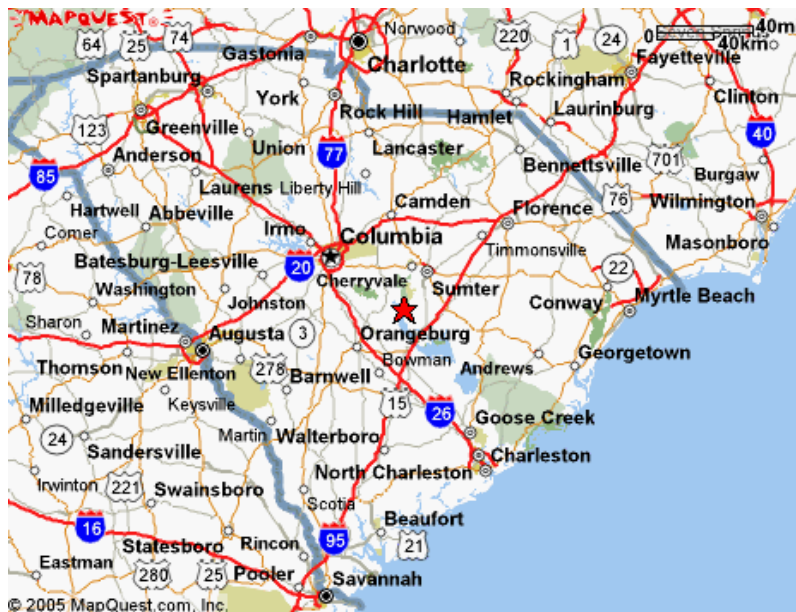 MAPQUEST®
40mi
0
40km
64
25
74
Norwood
220
1
24
Gastonia
Charlotte
Fayetteville
Spartanburg
Rockingham
York
Rock Hill
Hamlet
Laurinburg
Clinton
123
Greenville
Union
77
Lancaster
40
85
Anderson
Bennettsville
701
Burgaw
Laurens
Liberty Hill
Hartwell
Abbeville
Camden
Florence
76
Wilmington
Comer
Irmo
Columbia
Timmonsville
Masonboro
78
Batesburg-Leesville
20
Cherryvale
Sumter
22
Washington
Johnston
Conway
Myrtle Beach
Sharon
Martinez
Augusta
3
Orangeburg
Thomson
New Ellenton
278
Barnwell
Bowman
Andrews
Georgetown
Milledgeville
Keysville
15
26
Goose Creek
24
Martin
Walterboro
Sandersville
Charleston
Irwinton
221
Swainsboro
Scotia
North Charleston
16
Statesboro
Rincon
95
Beaufort
21
Eastman
280
25
Pooler
Savannah
© 2005 MapQuest.com, Inc.